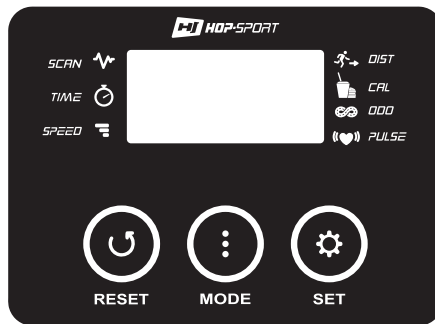 HOP-SPORT
SCAN
TIME
SPEED
DIST
CAL
ODO
PULSE
RESET
MODE
SET